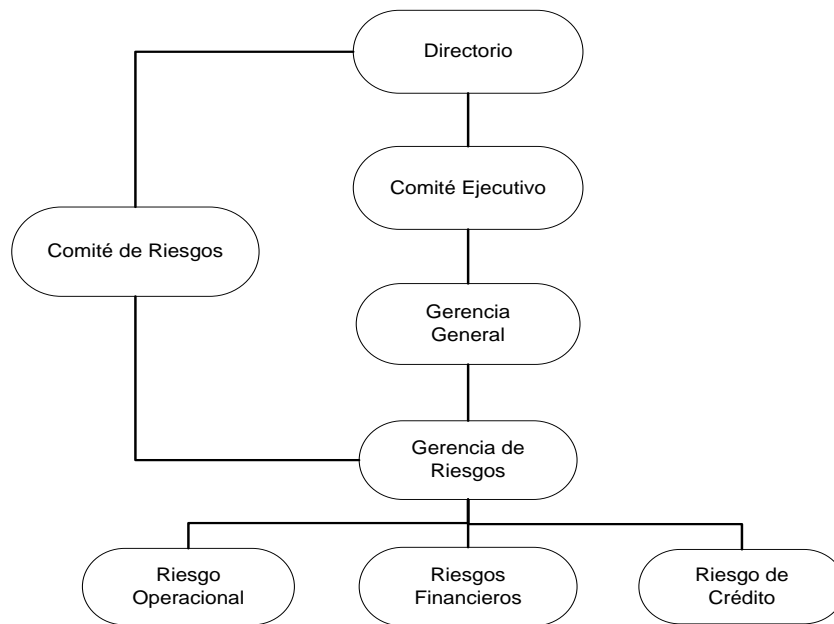 Directorio
Comité Ejecutivo
Comité de Riesgos
Gerencia
General
Gerencia de
Riesgos
Riesgo
Operacional
Riesgos
Financieros
Riesgo de
Crédito